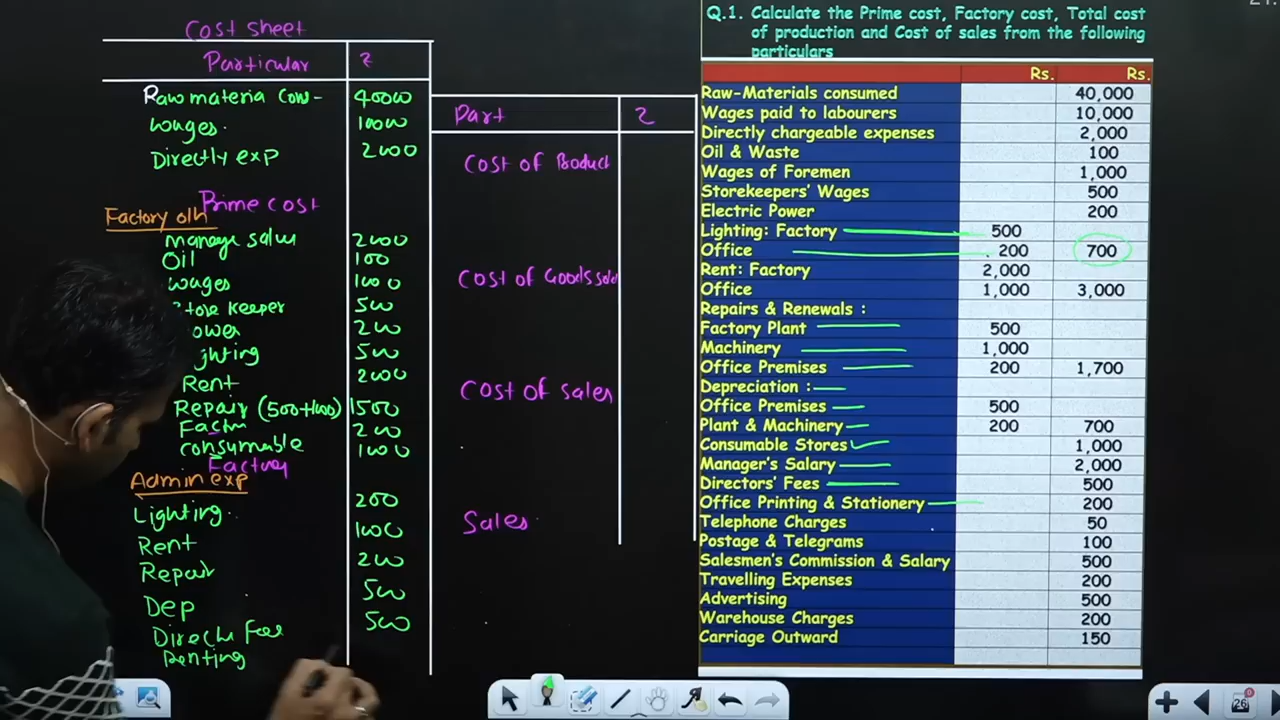 Cost sheet
Particular ₹
Raw materia con- 40000
Wages. 10000
Directly exp 2000
Prime cost
Factory o/h
Manage salar 2000
Oil 100
Wages 1000
Store keeper 500
ower 200
ghting 500
Rent 2000
Repair (500+1000) 1500
Factr 200
Consumable 1000
Factory
Admin exp
Lighting. 200
Rent 1000
Repair 200
Dep 500
Directr Fees 500
Printing
Part ₹
Cost of Product
Cost of Goods sold
Cost of sales
Sales
Q.1. Calculate the Prime cost, Factory cost, Total cost
of production and Cost of sales from the following
particulars
Rs. Rs.
Raw-Materials consumed 40,000
Wages paid to labourers 10,000
Directly chargeable expenses 2,000
Oil & Waste 100
Wages of Foremen 1,000
Storekeepers' Wages 500
Electric Power 200
Lighting: Factory 500
Office 200 700
Rent: Factory 2,000
Office 1,000 3,000
Repairs & Renewals :
Factory Plant 500
Machinery 1,000
Office Premises 200 1,700
Depreciation :
Office Premises 500
Plant & Machinery 200 700
Consumable Stores 1,000
Manager's Salary 2,000
Directors' Fees 500
Office Printing & Stationery 200
Telephone Charges 50
Postage & Telegrams 100
Salesmen's Commission & Salary 500
Travelling Expenses 200
Advertising 500
Warehouse Charges 200
Carriage Outward 150
26